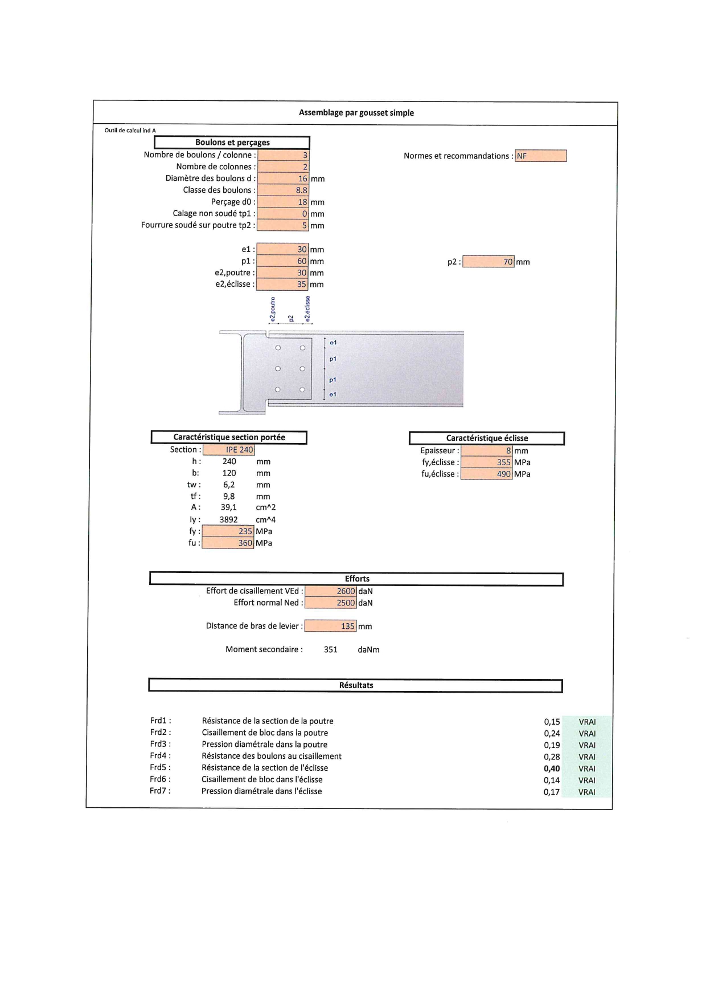 Assemblage par gousset simple
Outil de calcul ind A
Boulons et perçages
Nombre de boulons / colonne : 3
Normes et recommandations : NF
Nombre de colonnes : 2
Diamètre des boulons d : 16 mm
Classe des boulons : 8.8
Perçage d0 : 18 mm
Calage non soudé tp1 : 0 mm
Fourrure soudé sur poutre tp2 : 5 mm
e1 : 30 mm
p1 : 60 mm
p2 : 70 mm
e2,poutre : 30 mm
e2,éclisse : 35 mm
e2,poutre
p2
e2,éclisse
e1
p1
p1
e1
Caractéristique section portée
Caractéristique éclisse
Section : IPE 240
Epaisseur : 8 mm
h : 240 mm
fy,éclisse : 355 MPa
b: 120 mm
fu,éclisse : 490 MPa
tw : 6,2 mm
tf : 9,8 mm
A : 39,1 cm^2
Iy : 3892 cm^4
fy : 235 MPa
fu : 360 MPa
Efforts
Effort de cisaillement VEd : 2600 daN
Effort normal Ned : 2500 daN
Distance de bras de levier : 135 mm
Moment secondaire : 351 daNm
Résultats
Frd1 : Résistance de la section de la poutre 0,15 VRAI
Frd2 : Cisaillement de bloc dans la poutre 0,24 VRAI
Frd3 : Pression diamétrale dans la poutre 0,19 VRAI
Frd4 : Résistance des boulons au cisaillement 0,28 VRAI
Frd5 : Résistance de la section de l'éclisse 0,40 VRAI
Frd6 : Cisaillement de bloc dans l'éclisse 0,14 VRAI
Frd7 : Pression diamétrale dans l'éclisse 0,17 VRAI